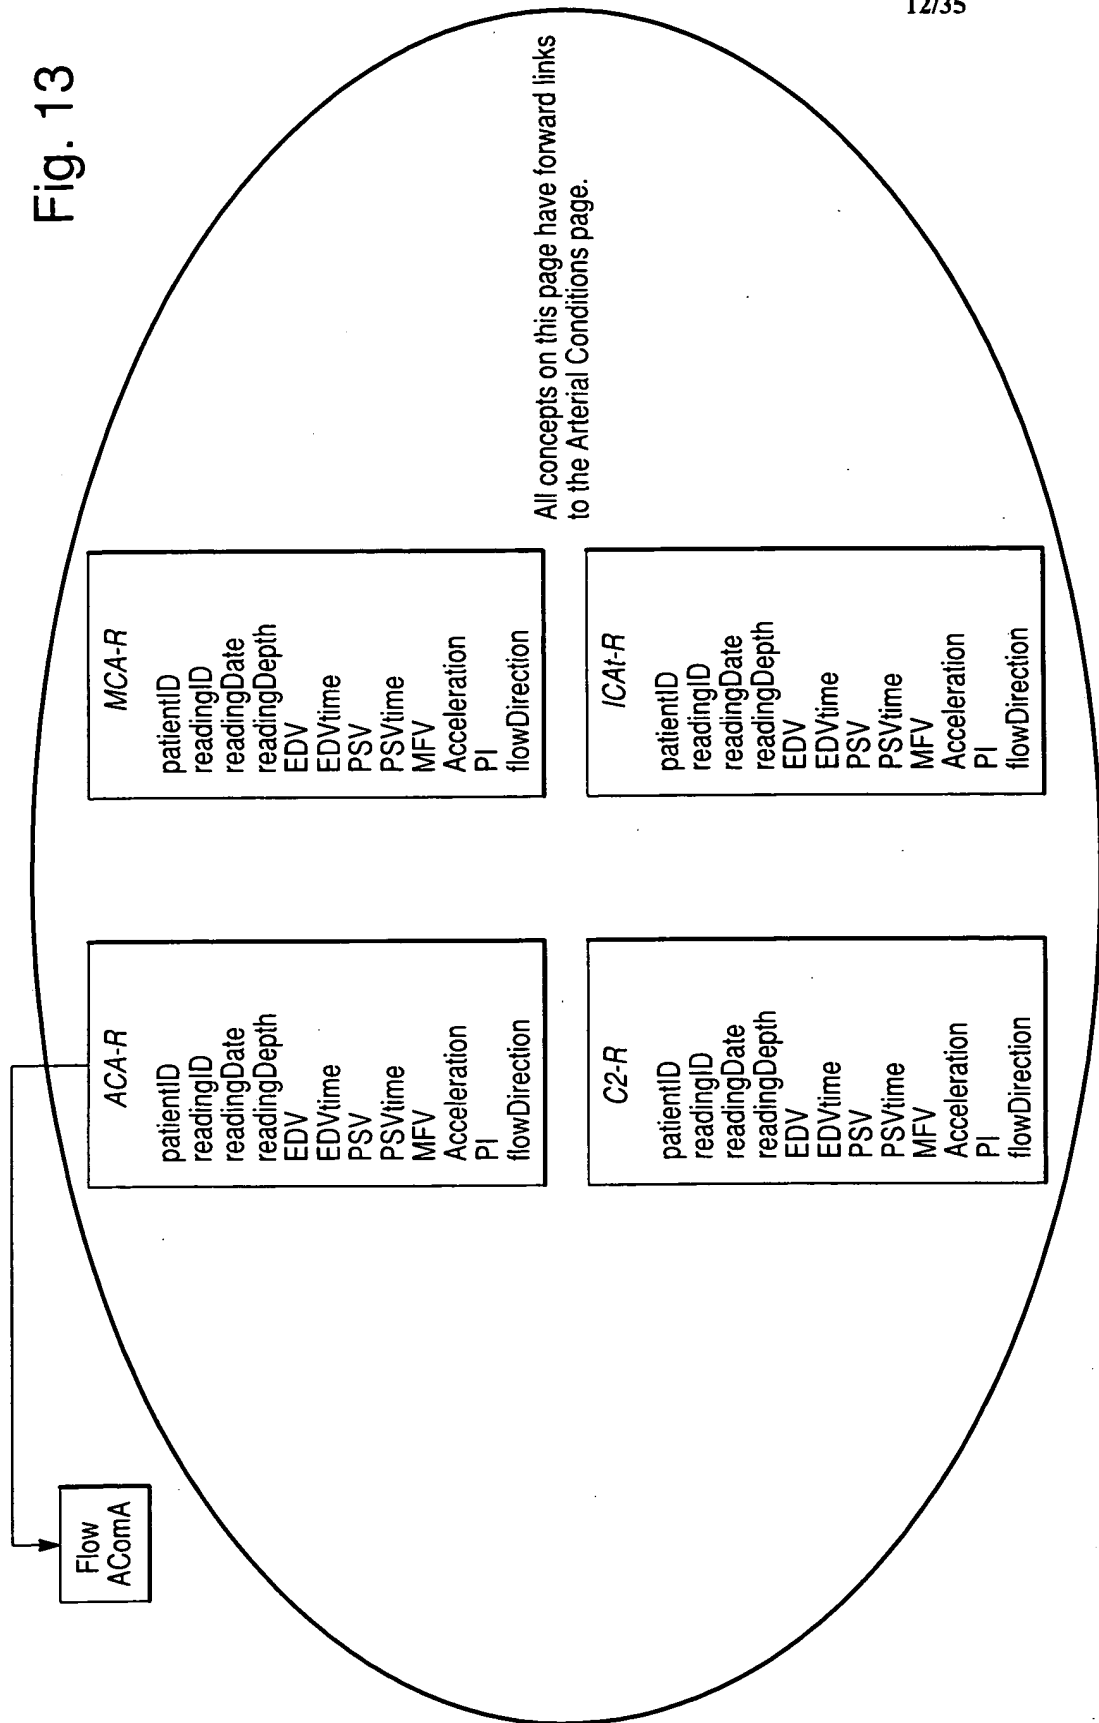 12/35
Fig. 13
Flow
AComA
ACA-R
patientID
readingID
readingDate
readingDepth
EDV
EDVtime
PSV
PSVtime
MFV
Acceleration
PI
flowDirection
MCA-R
patientID
readingID
readingDate
readingDepth
EDV
EDVtime
PSV
PSVtime
MFV
Acceleration
PI
flowDirection
C2-R
patientID
readingID
readingDate
readingDepth
EDV
EDVtime
PSV
PSVtime
MFV
Acceleration
PI
flowDirection
ICAt-R
patientID
readingID
readingDate
readingDepth
EDV
EDVtime
PSV
PSVtime
MFV
Acceleration
PI
flowDirection
All concepts on this page have forward links
to the Arterial Conditions page.